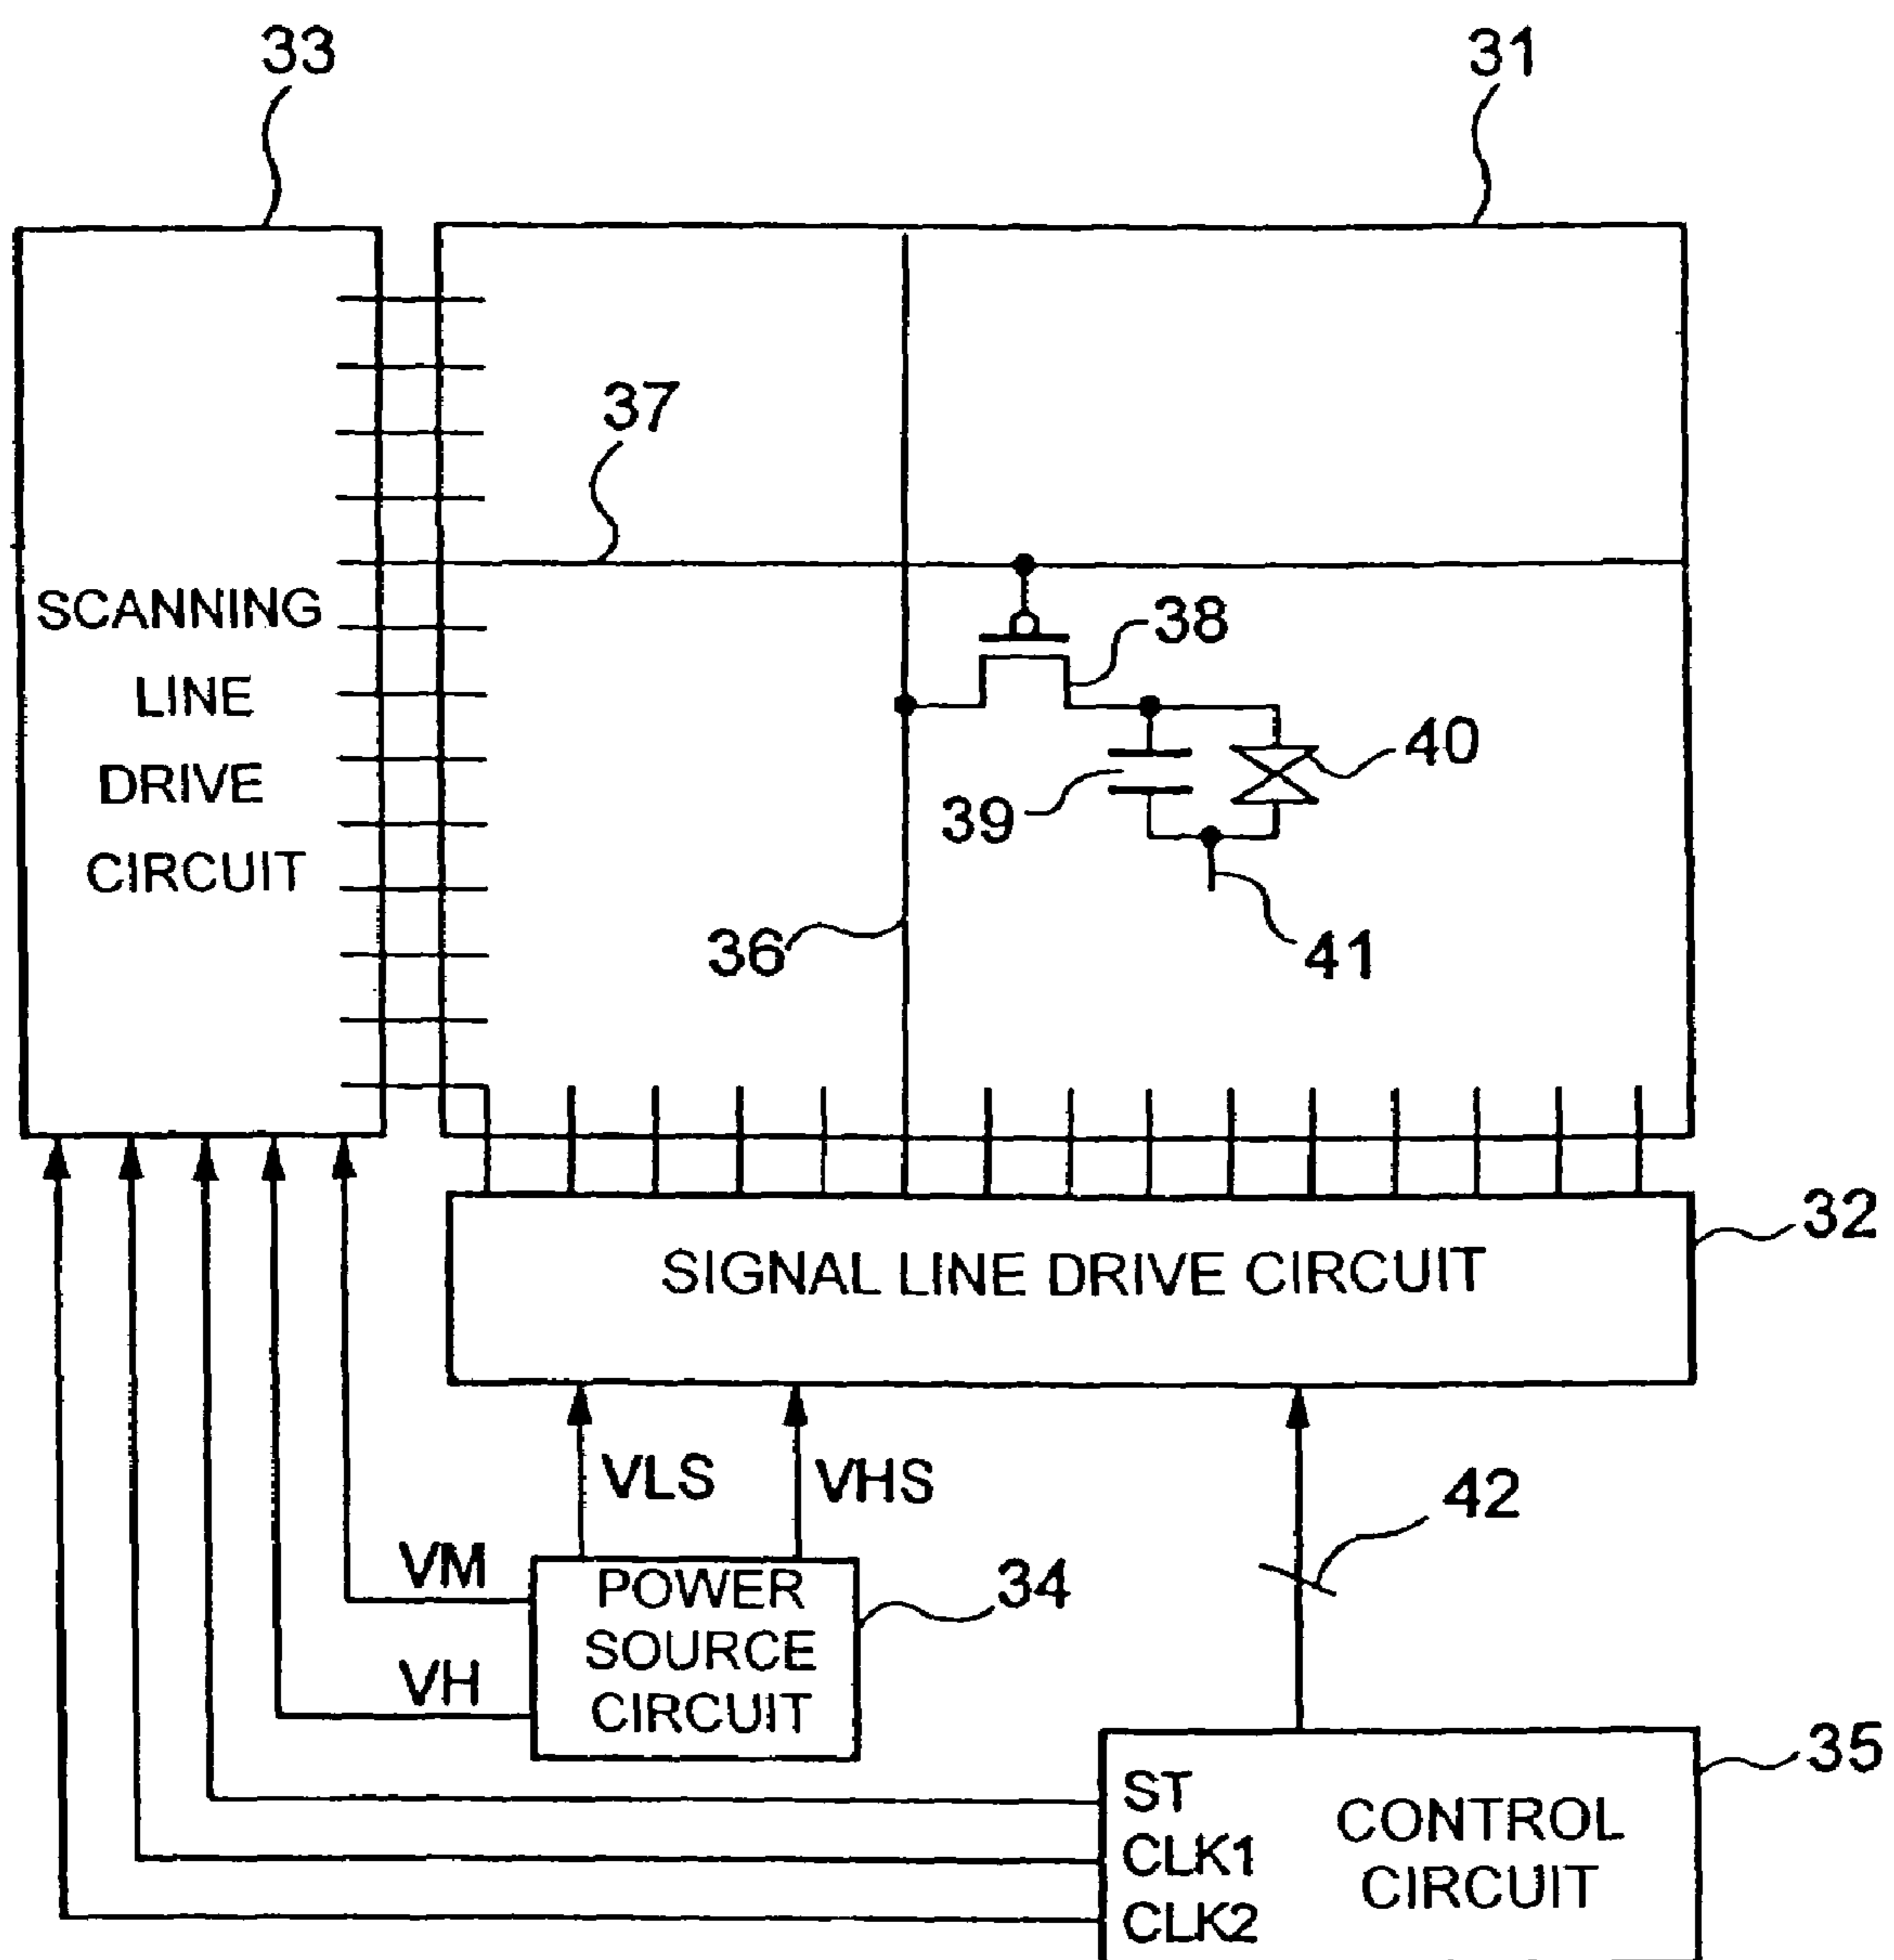 33
31
37
SCANNING
LINE
DRIVE
CIRCUIT
38
40
39
36
41
32
SIGNAL LINE DRIVE CIRCUIT
VLS
VHS
42
VM
POWER
SOURCE
CIRCUIT
34
VH
35
ST
CLK1
CLK2
CONTROL
CIRCUIT